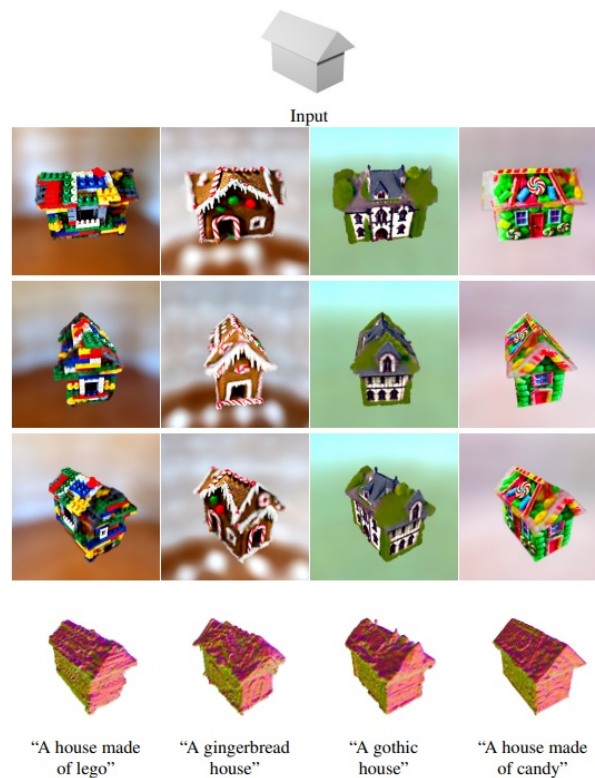 Input
“A house made
of lego”
“A gingerbread
house”
“A gothic
house”
“A house made
of candy”